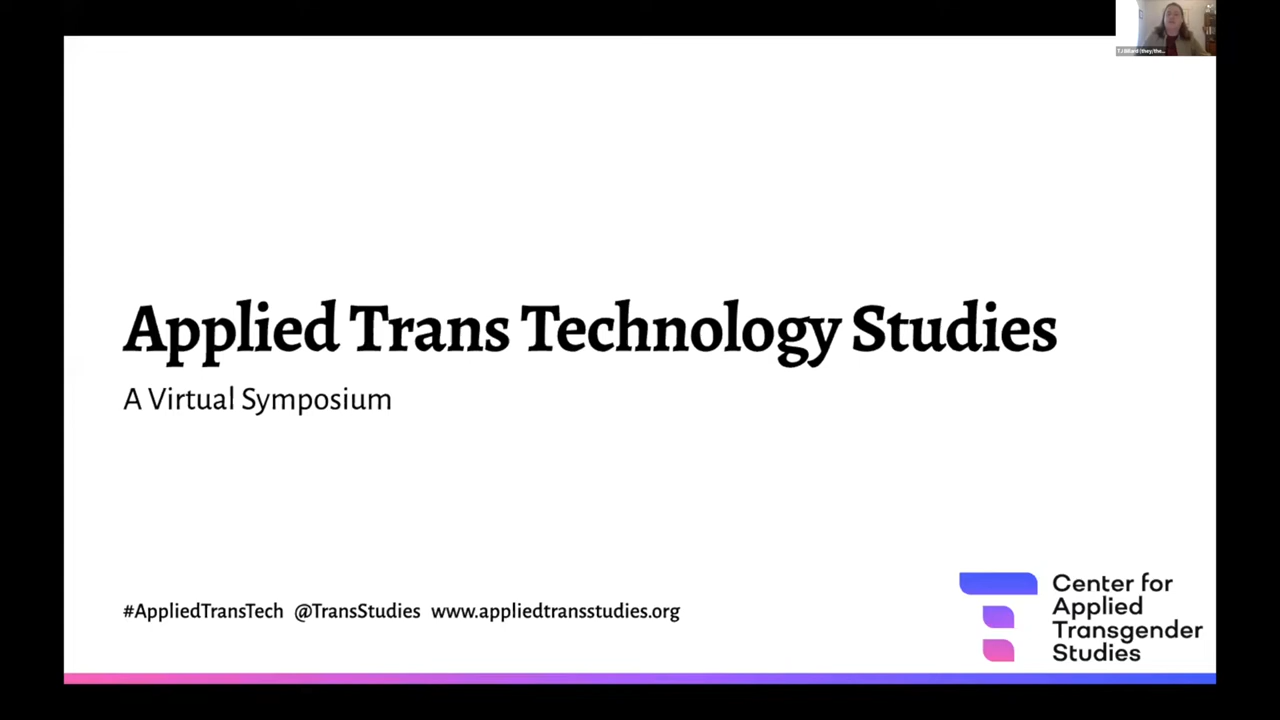 Applied Trans Technology Studies
A Virtual Symposium
#AppliedTransTech @TransStudies www.appliedtransstudies.org
Center for
Applied
Transgender
Studies